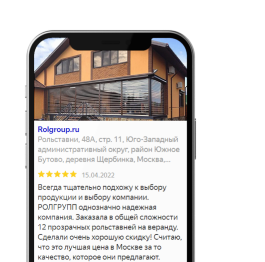 Rolgroup.ru
Рольставни, 48А, стр. 11, Юго-Западный
административный округ, район Южное
Бутово, деревня Щербинка, Москва,...
15.04.2022
Всегда тщательно подхожу к выбору
продукции и выбору компании.
РОЛГРУПП однозначно надежная
компания. Заказала в общей сложности
12 прозрачных рольставней на веранду.
Сделали очень хорошую скидку! Считаю,
что это лучшая цена в Москве за то
качество, которое они предлагают.